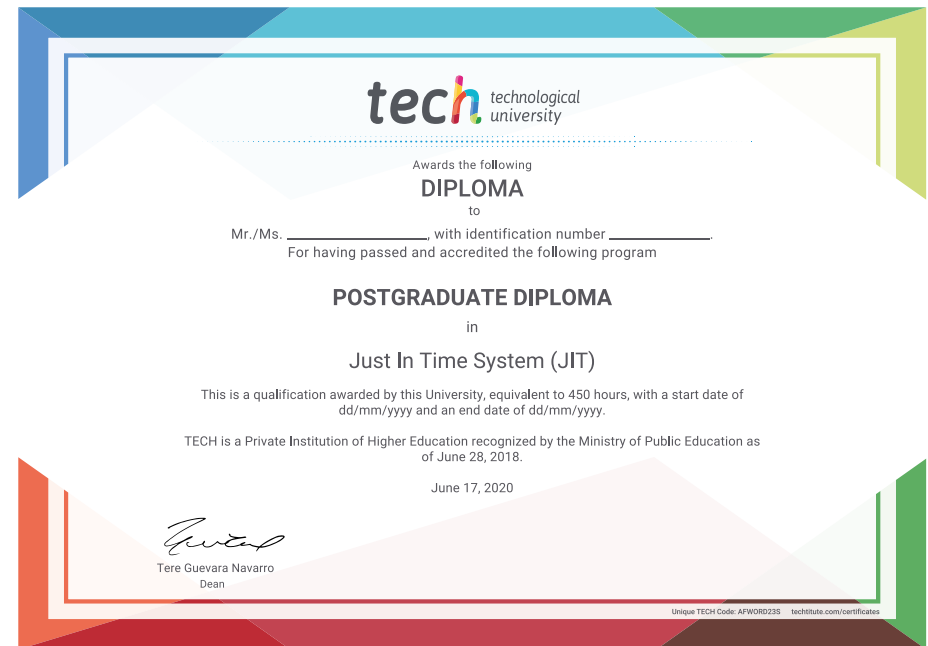 tech technological
university
Awards the following
DIPLOMA
to
Mr./Ms. ____________________, with identification number ______________.
For having passed and accredited the following program
POSTGRADUATE DIPLOMA
in
Just In Time System (JIT)
This is a qualification awarded by this University, equivalent to 450 hours, with a start date of
dd/mm/yyyy and an end date of dd/mm/yyyy.
TECH is a Private Institution of Higher Education recognized by the Ministry of Public Education as
of June 28, 2018.
June 17, 2020
Tere Guevara Navarro
Dean
Unique TECH Code: AFWORD23S techtitute.com/certificates